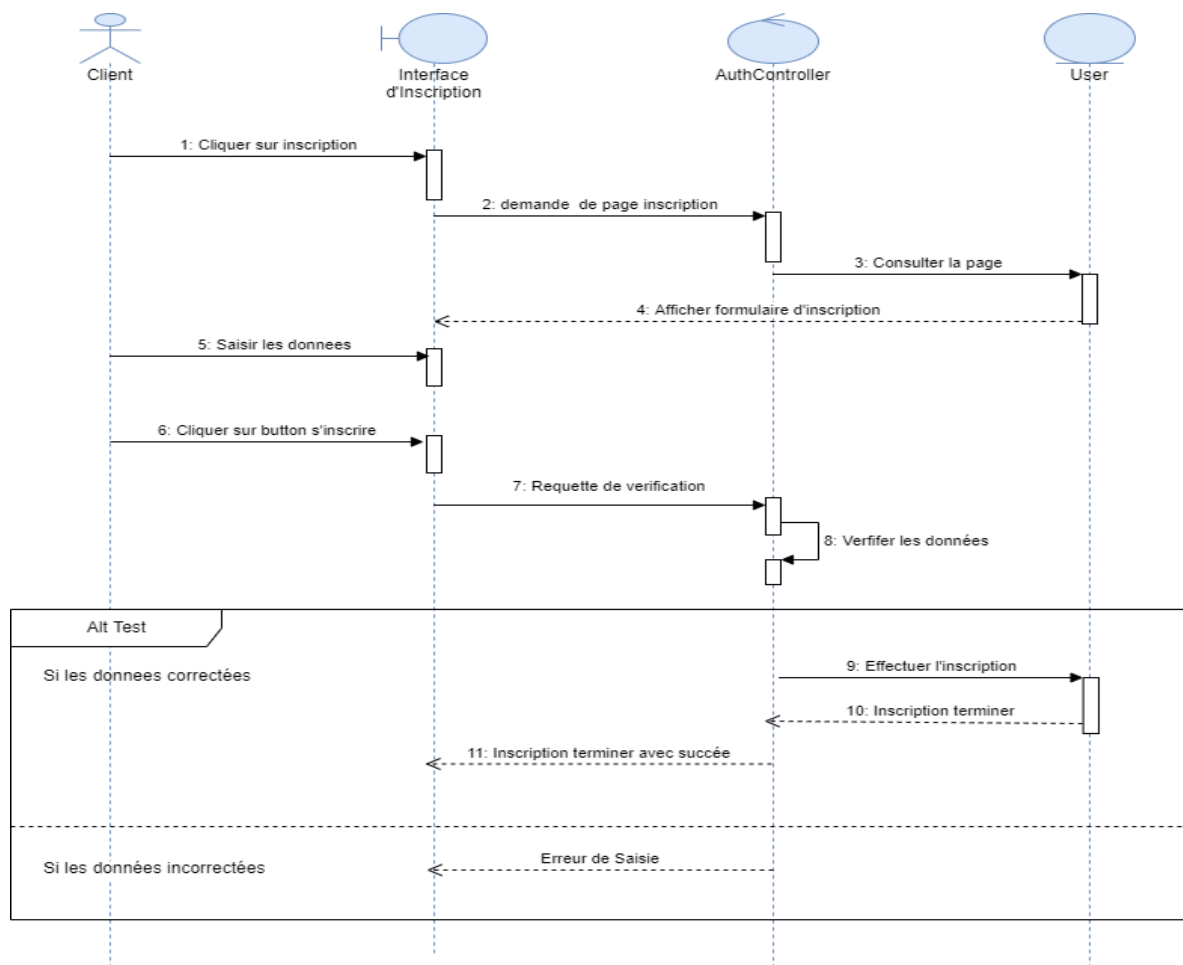 Client
Interface
d'Inscription
AuthController
User
1: Cliquer sur inscription
2: demande de page inscription
3: Consulter la page
4: Afficher formulaire d'inscription
5: Saisir les donnees
6: Cliquer sur button s'inscrire
7: Requette de verification
8: Verfifer les données
Alt Test
Si les donnees correctées
9: Effectuer l'inscription
10: Inscription terminer
11: Inscription terminer avec succée
Si les données incorrectées
Erreur de Saisie